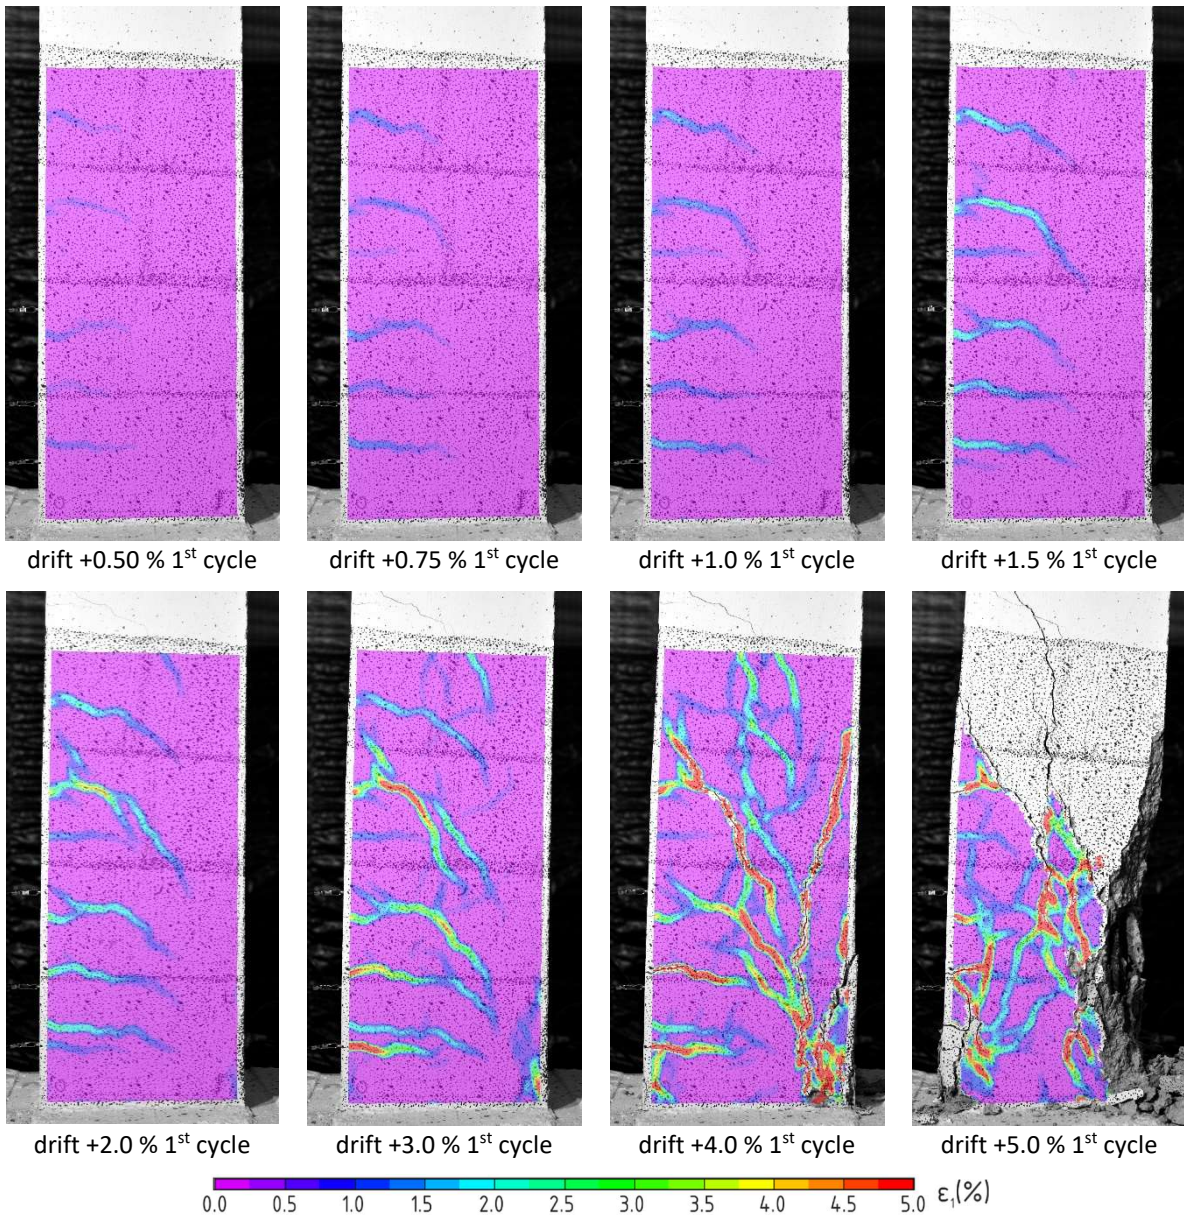 drift +0.50 % 1st cycle
drift +0.75 % 1st cycle
drift +1.0 % 1st cycle
drift +1.5 % 1st cycle
drift +2.0 % 1st cycle
drift +3.0 % 1st cycle
drift +4.0 % 1st cycle
drift +5.0 % 1st cycle
0.0 0.5 1.0 1.5 2.0 2.5 3.0 3.5 4.0 4.5 5.0 ε₁(%)